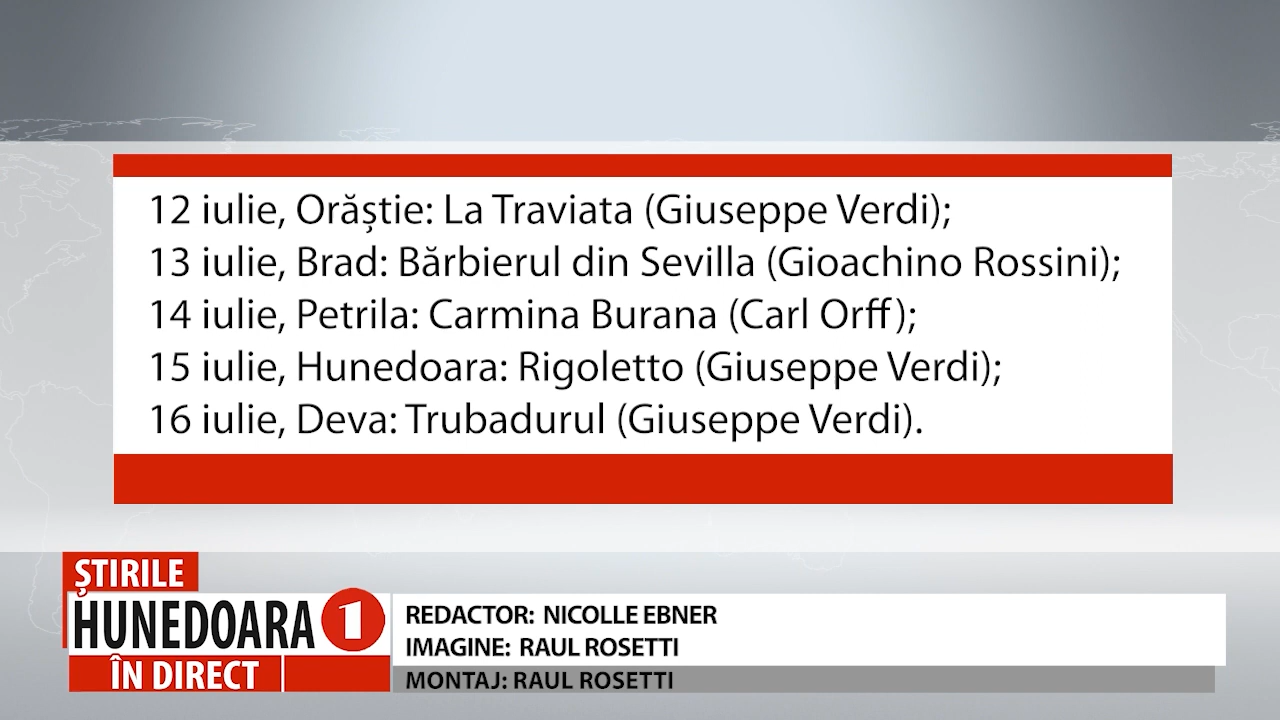 12 iulie, Orăștie: La Traviata (Giuseppe Verdi);
13 iulie, Brad: Bărbierul din Sevilla (Gioachino Rossini);
14 iulie, Petrila: Carmina Burana (Carl Orff);
15 iulie, Hunedoara: Rigoletto (Giuseppe Verdi);
16 iulie, Deva: Trubadurul (Giuseppe Verdi).
ȘTIRILE
HUNEDOARA 1
ÎN DIRECT
REDACTOR: NICOLLE EBNER
IMAGINE: RAUL ROSETTI
MONTAJ: RAUL ROSETTI